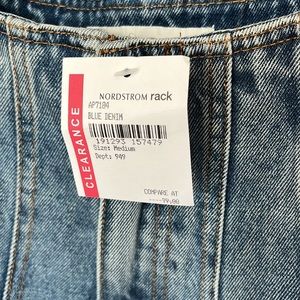 NORDSTROM rack
CLEARANCE
AP7104
BLUE DENIM
191293 157479
Size: Medium
Dept: 949
COMPARE AT